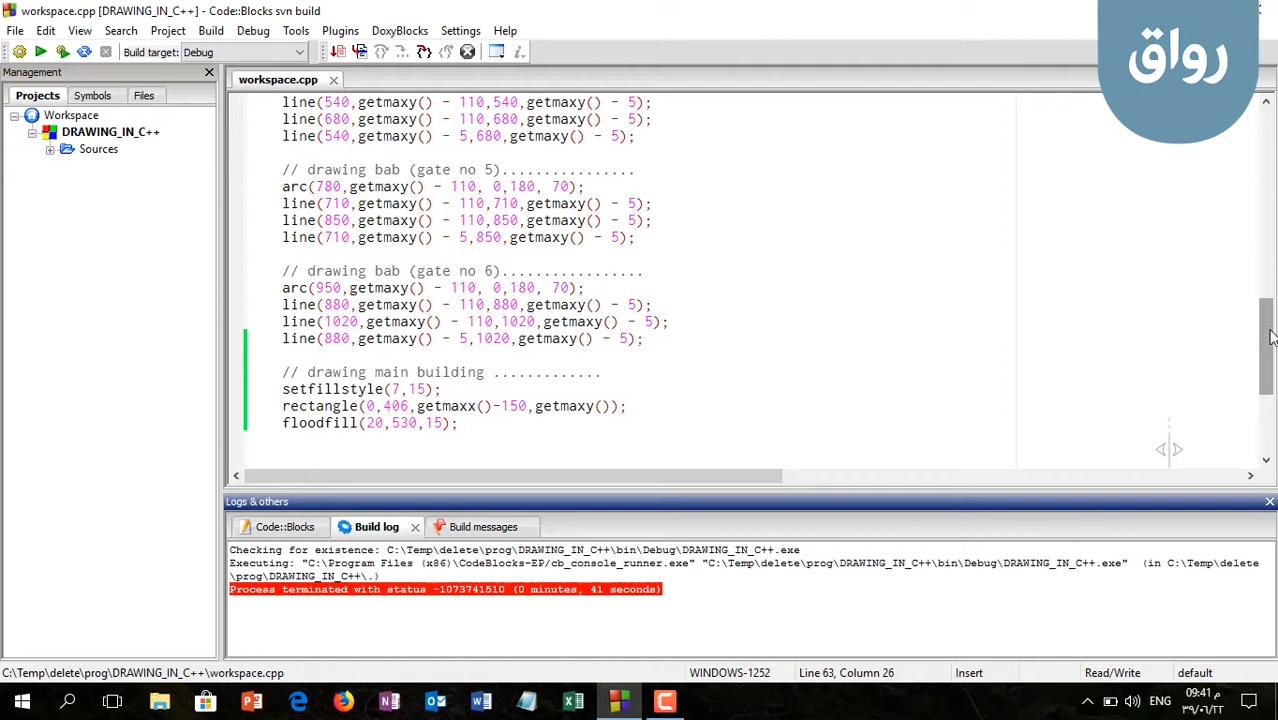 workspace.cpp [DRAWING_IN_C++] - Code::Blocks svn build
File Edit View Search Project Build Debug Tools Plugins DoxyBlocks Settings Help
رواق
Build target: Debug
Management
Projects Symbols Files
workspace.cpp
Workspace
DRAWING_IN_C++
Sources
line(540,getmaxy() - 110,540,getmaxy() - 5);
line(680,getmaxy() - 110,680,getmaxy() - 5);
line(540,getmaxy() - 5,680,getmaxy() - 5);
// drawing bab (gate no 5)................
arc(780,getmaxy() - 110, 0,180, 70);
line(710,getmaxy() - 110,710,getmaxy() - 5);
line(850,getmaxy() - 110,850,getmaxy() - 5);
line(710,getmaxy() - 5,850,getmaxy() - 5);
// drawing bab (gate no 6).................
arc(950,getmaxy() - 110, 0,180, 70);
line(880,getmaxy() - 110,880,getmaxy() - 5);
line(1020,getmaxy() - 110,1020,getmaxy() - 5);
line(880,getmaxy() - 5,1020,getmaxy() - 5);
// drawing main building .............
setfillstyle(7,15);
rectangle(0,406,getmaxx()-150,getmaxy());
floodfill(20,530,15);
Logs & others
Code::Blocks Build log Build messages
Checking for existence: C:\Temp\delete\prog\DRAWING_IN_C++\bin\Debug\DRAWING_IN_C++.exe
Executing: "C:\Program Files (x86)\CodeBlocks-EP/cb_console_runner.exe" "C:\Temp\delete\prog\DRAWING_IN_C++\bin\Debug\DRAWING_IN_C++.exe" (in C:\Temp\delete
\prog\DRAWING_IN_C++\.)
Process terminated with status -1073741510 (0 minutes, 41 seconds)
C:\Temp\delete\prog\DRAWING_IN_C++\workspace.cpp WINDOWS-1252 Line 63, Column 26 Insert Read/Write default
ENG
09:41 م
٣٩/٠٦/٢٢